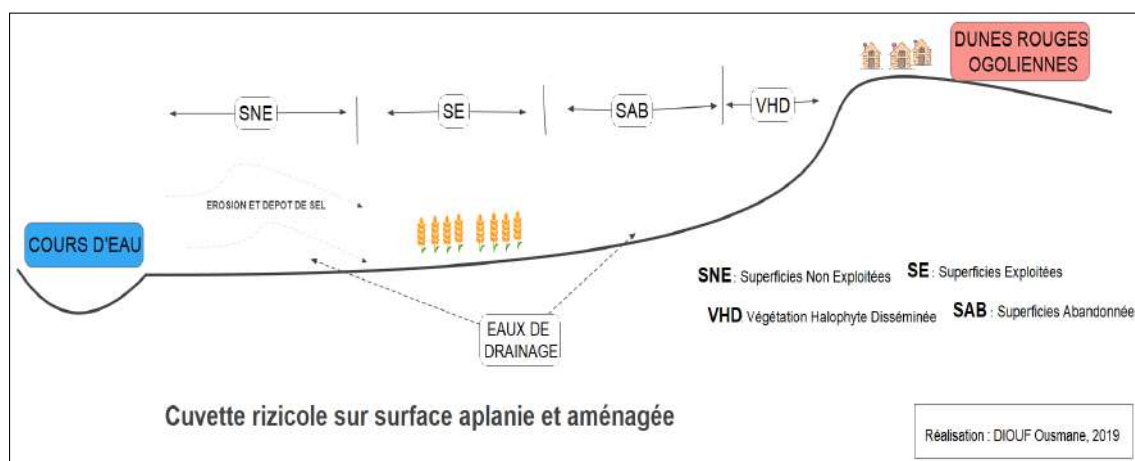 DUNES ROUGES
OGOLIENNES
SNE
SE
SAB
VHD
EROSION ET DEPOT DE SEL
COURS D'EAU
SNE : Superficies Non Exploitées
SE : Superficies Exploitées
VHD Végétation Halophyte Disséminée
SAB : Superficies Abandonnée
EAUX DE
DRAINAGE
Cuvette rizicole sur surface aplanie et aménagée
Réalisation : DIOUF Ousmane, 2019